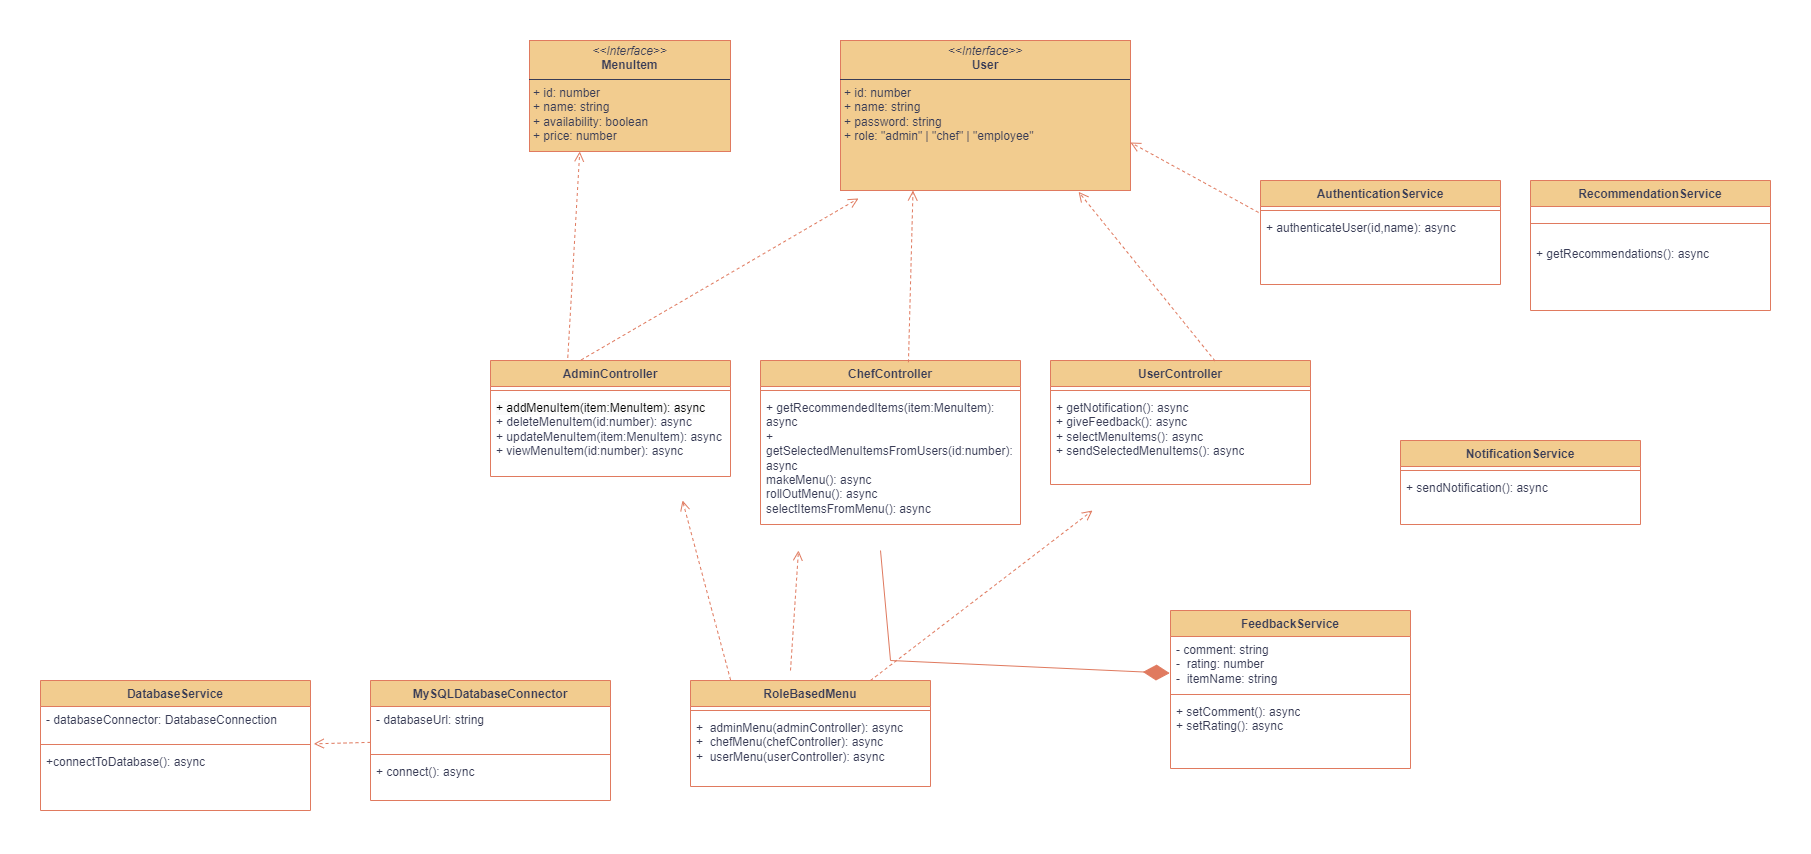 <<Interface>>
MenuItem
+ id: number
+ name: string
+ availability: boolean
+ price: number
<<Interface>>
User
+ id: number
+ name: string
+ password: string
+ role: "admin" | "chef" | "employee"
AuthenticationService
+ authenticateUser(id,name): async
RecommendationService
+ getRecommendations(): async
AdminController
+ addMenuItem(item:MenuItem): async
+ deleteMenuItem(id:number): async
+ updateMenuItem(item:MenuItem): async
+ viewMenuItem(id:number): async
ChefController
+ getRecommendedItems(item:MenuItem):
async
+
getSelectedMenuItemsFromUsers(id:number):
async
makeMenu(): async
rollOutMenu(): async
selectItemsFromMenu(): async
UserController
+ getNotification(): async
+ giveFeedback(): async
+ selectMenuItems(): async
+ sendSelectedMenuItems(): async
NotificationService
+ sendNotification(): async
FeedbackService
- comment: string
- rating: number
- itemName: string
+ setComment(): async
+ setRating(): async
DatabaseService
- databaseConnector: DatabaseConnection
+connectToDatabase(): async
MySQLDatabaseConnector
- databaseUrl: string
+ connect(): async
RoleBasedMenu
+ adminMenu(adminController): async
+ chefMenu(chefController): async
+ userMenu(userController): async